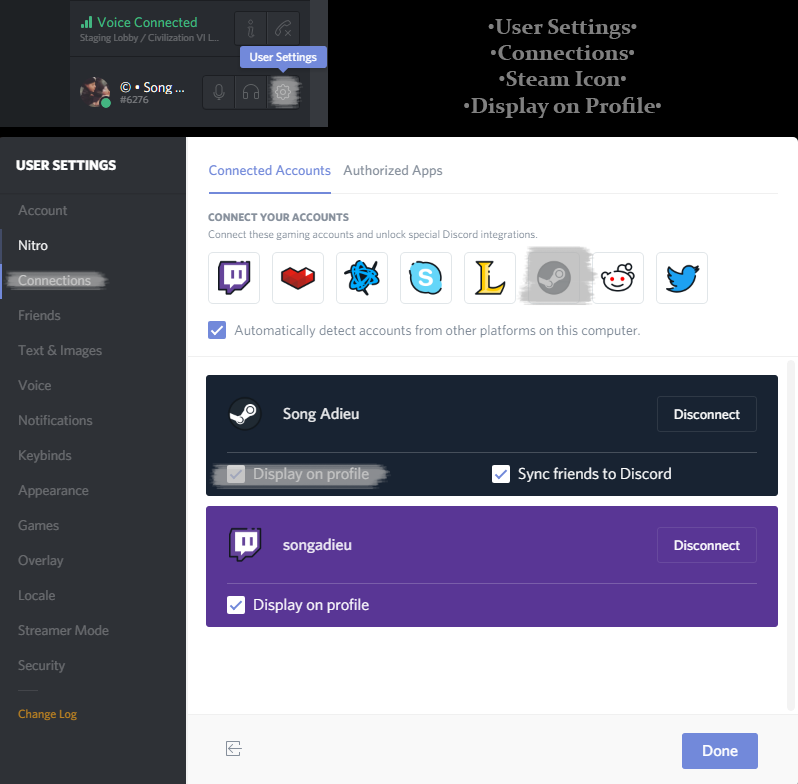 Voice Connected
Staging Lobby / Civilization VI L...
User Settings
© • Song ...
#6276
•User Settings•
•Connections•
•Steam Icon•
•Display on Profile•
USER SETTINGS
Account
Nitro
Connections
Friends
Text & Images
Voice
Notifications
Keybinds
Appearance
Games
Overlay
Locale
Streamer Mode
Security
Change Log
Connected Accounts Authorized Apps
CONNECT YOUR ACCOUNTS
Connect these gaming accounts and unlock special Discord integrations.
Automatically detect accounts from other platforms on this computer.
Song Adieu Disconnect
Display on profile Sync friends to Discord
songadieu Disconnect
Display on profile
Done